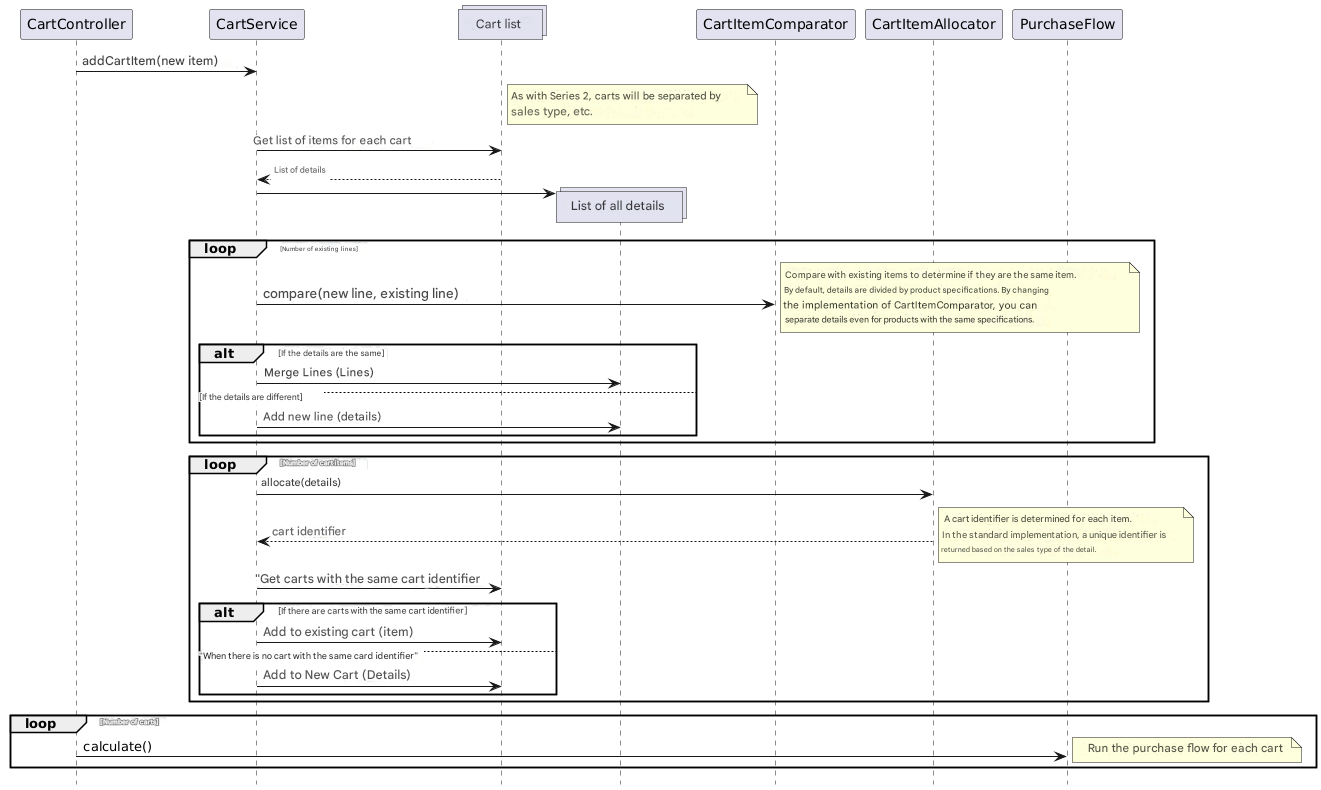 CartController
CartService
Cart list
CartItemComparator
CartItemAllocator
PurchaseFlow
addCartItem(new item)
As with Series 2, carts will be separated by
sales type, etc.
Get list of items for each cart
List of details
List of all details
loop
[Number of existing lines]
Compare with existing items to determine if they are the same item.
By default, details are divided by product specifications. By changing
the implementation of CartItemComparator, you can
separate details even for products with the same specifications.
compare(new line, existing line)
alt
[If the details are the same]
Merge Lines (Lines)
[If the details are different]
Add new line (details)
loop
[Number of cart items]
allocate(details)
A cart identifier is determined for each item.
In the standard implementation, a unique identifier is
returned based on the sales type of the detail.
cart identifier
"Get carts with the same cart identifier
alt
[If there are carts with the same cart identifier]
Add to existing cart (item)
"When there is no cart with the same card identifier"
Add to New Cart (Details)
loop
[Number of carts]
calculate()
Run the purchase flow for each cart